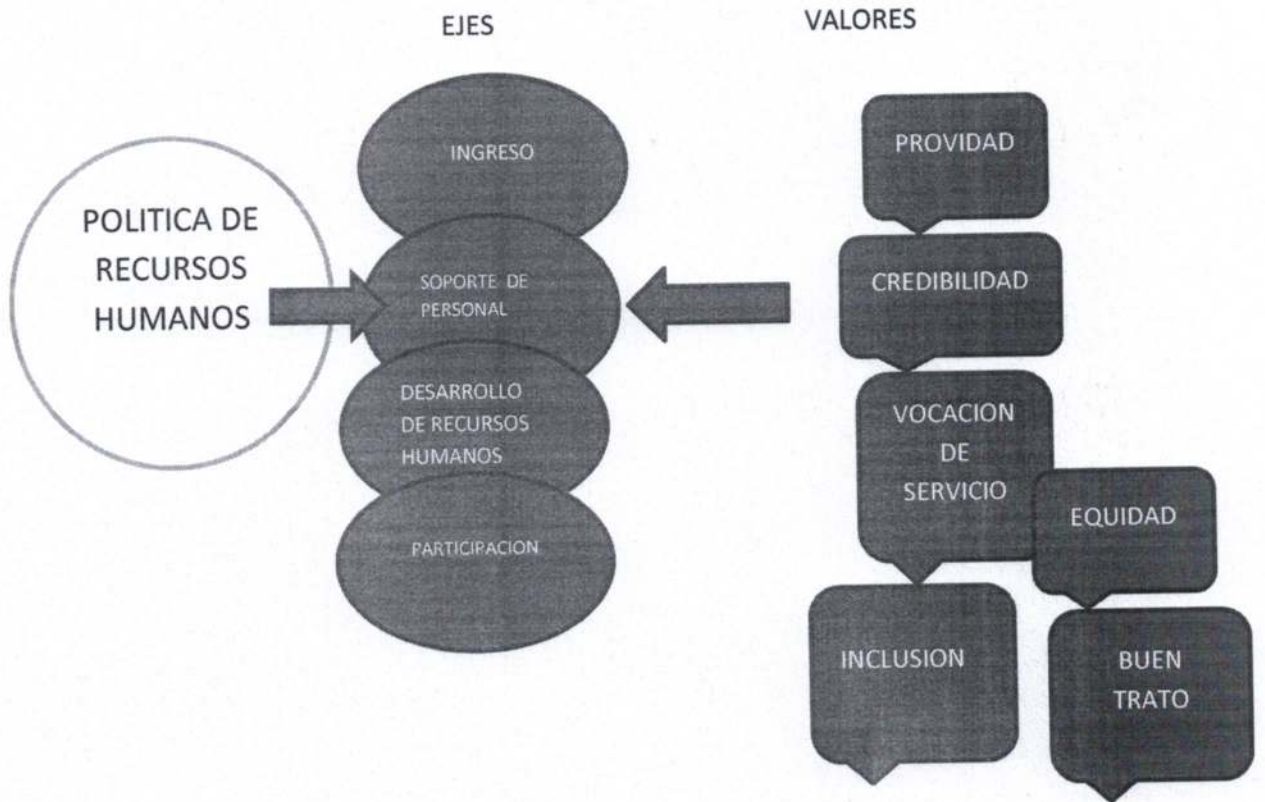 EJES
VALORES
POLITICA DE
RECURSOS
HUMANOS
INGRESO
SOPORTE DE
PERSONAL
DESARROLLO
DE RECURSOS
HUMANOS
PARTICIPACION
PROVIDAD
CREDIBILIDAD
VOCACION
DE
SERVICIO
EQUIDAD
INCLUSION
BUEN
TRATO